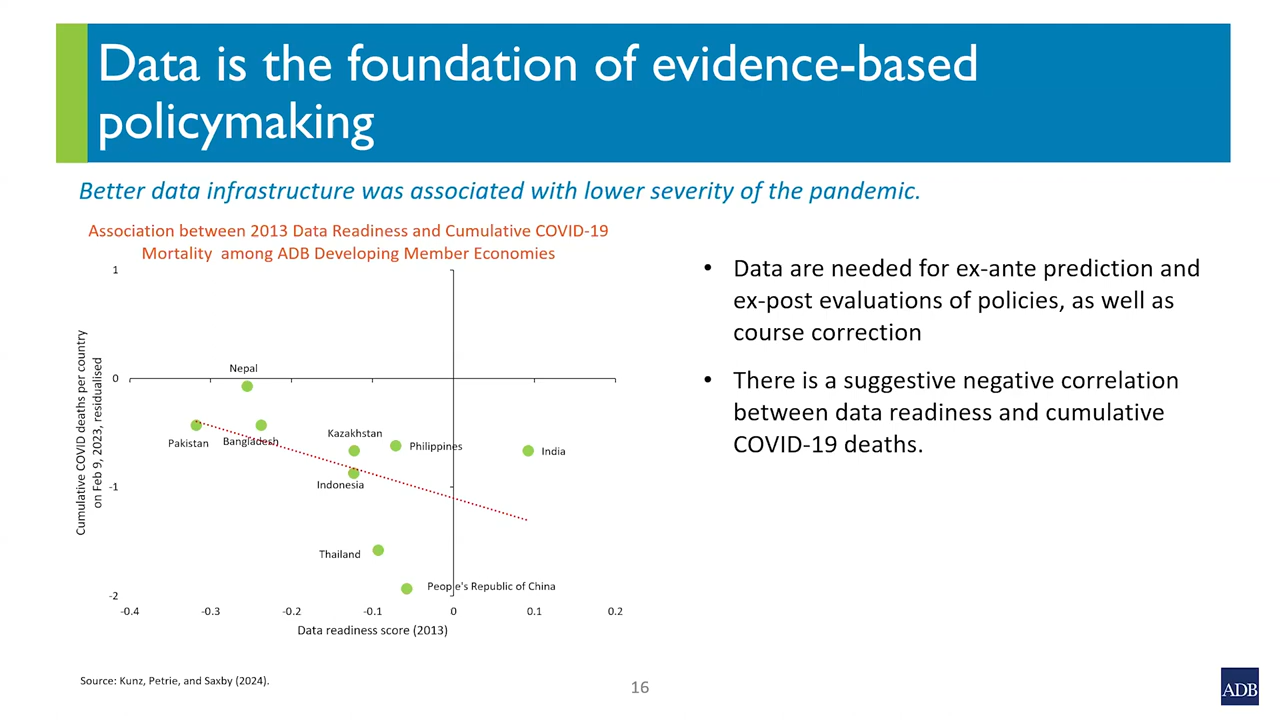 Data is the foundation of evidence-based
policymaking
Better data infrastructure was associated with lower severity of the pandemic.
Association between 2013 Data Readiness and Cumulative COVID-19
Mortality among ADB Developing Member Economies
Cumulative COVID deaths per country
on Feb 9, 2023, residualised
1
0
-1
-2
Nepal
Pakistan
Bangladesh
Kazakhstan
Philippines
India
Indonesia
Thailand
People's Republic of China
-0.4
-0.3
-0.2
-0.1
0
0.1
0.2
Data readiness score (2013)
• Data are needed for ex-ante prediction and
ex-post evaluations of policies, as well as
course correction
• There is a suggestive negative correlation
between data readiness and cumulative
COVID-19 deaths.
Source: Kunz, Petrie, and Saxby (2024).
16
ADB